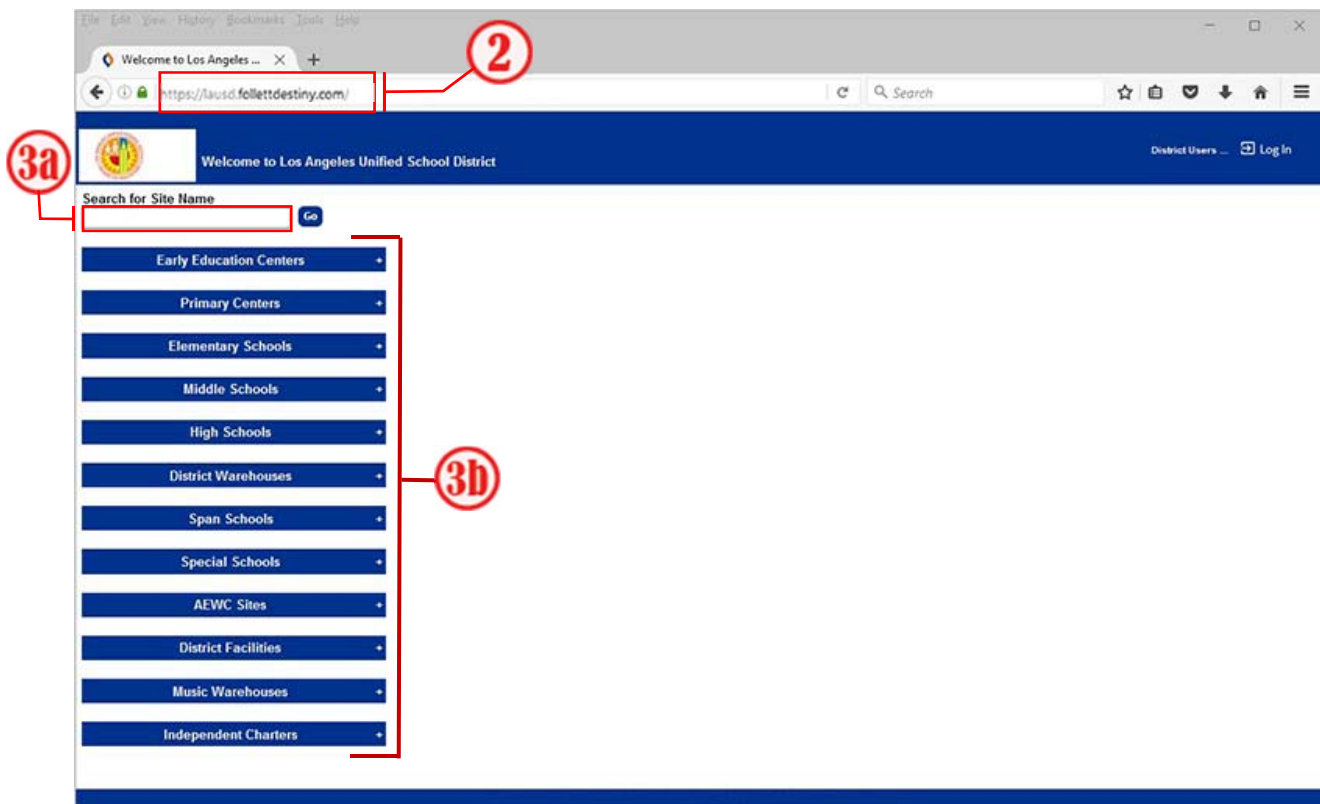 File Edit View History Bookmarks Tools Help
Welcome to Los Angeles ...
2
https://lausd.follettdestiny.com/
Search
3a
Welcome to Los Angeles Unified School District
District Users ... Log In
Search for Site Name
Go
Early Education Centers +
Primary Centers +
Elementary Schools +
Middle Schools +
High Schools +
3b
District Warehouses +
Span Schools +
Special Schools +
AEWC Sites +
District Facilities +
Music Warehouses +
Independent Charters +